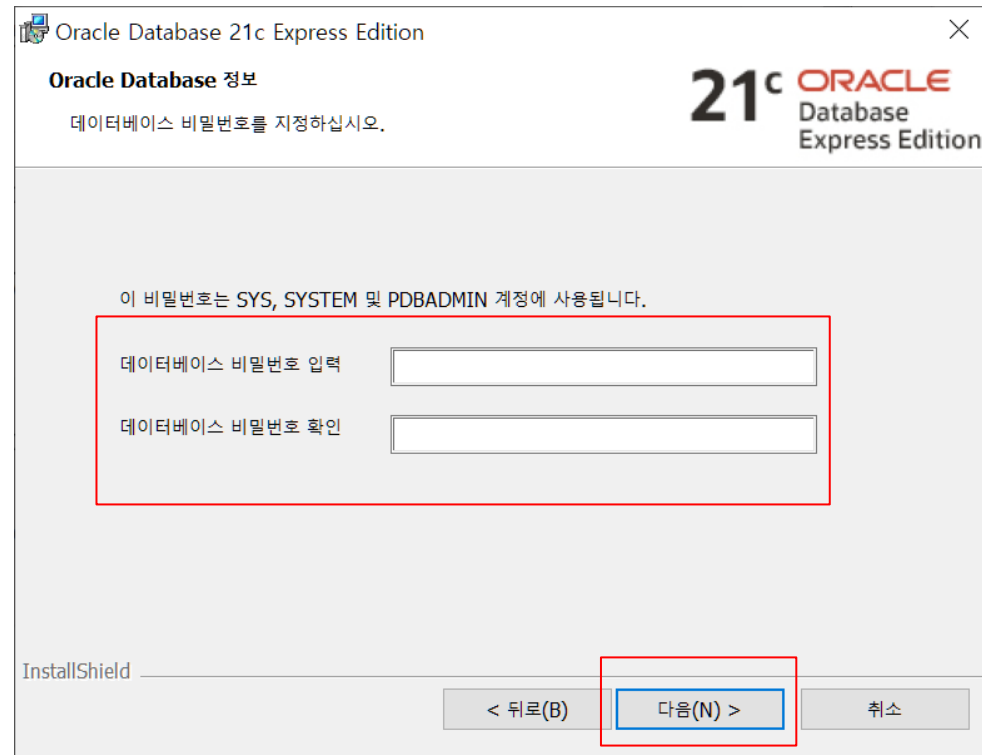 Oracle Database 21c Express Edition
Oracle Database 정보
데이터베이스 비밀번호를 지정하십시오.
21c ORACLE
Database
Express Edition
이 비밀번호는 SYS, SYSTEM 및 PDBADMIN 계정에 사용됩니다.
데이터베이스 비밀번호 입력
데이터베이스 비밀번호 확인
InstallShield
< 뒤로(B) 다음(N) > 취소